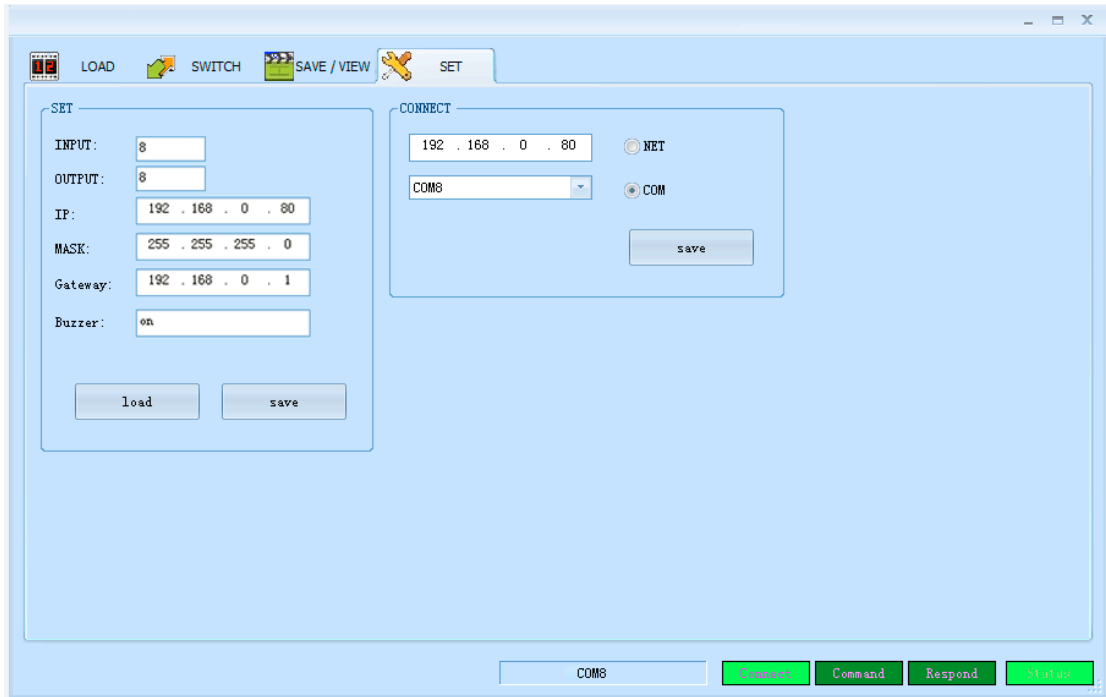 LOAD SWITCH SAVE / VIEW SET
SET
INPUT: 8
OUTPUT: 8
IP: 192 . 168 . 0 . 80
MASK: 255 . 255 . 255 . 0
Gateway: 192 . 168 . 0 . 1
Buzzer: on
load save
CONNECT
192 . 168 . 0 . 80 NET
COM8 COM
save
COM8 Connect Command Respond Status